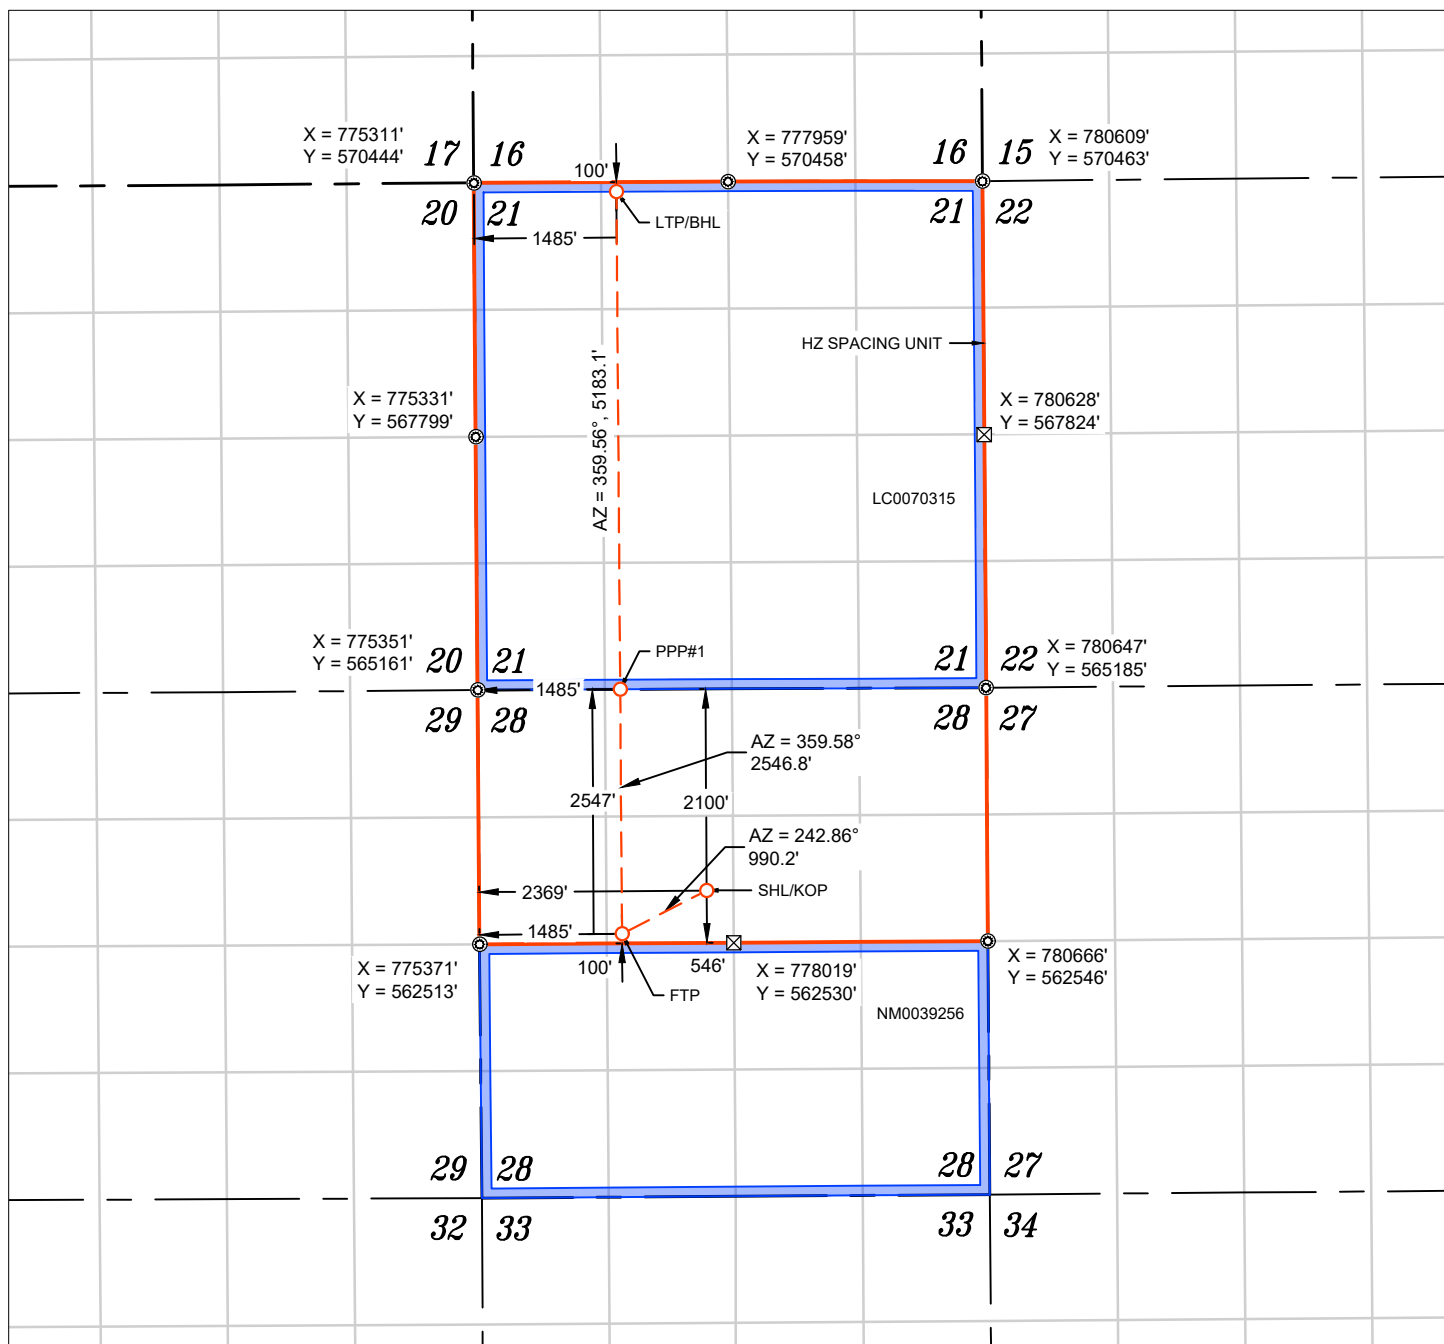 X = 775311'
Y = 570444'
17
16
100'
X = 777959'
Y = 570458'
16
15
X = 780609'
Y = 570463'
20
21
LTP/BHL
21
22
1485'
HZ SPACING UNIT
AZ = 359.56°, 5183.1'
X = 775331'
Y = 567799'
X = 780628'
Y = 567824'
LC0070315
X = 775351'
Y = 565161'
20
21
PPP#1
21
22
X = 780647'
Y = 565185'
1485'
29
28
28
27
AZ = 359.58°
2546.8'
2547'
2100'
AZ = 242.86°
990.2'
2369'
SHL/KOP
1485'
X = 775371'
Y = 562513'
100'
546'
FTP
X = 778019'
Y = 562530'
X = 780666'
Y = 562546'
NM0039256
29
28
28
27
32
33
33
34